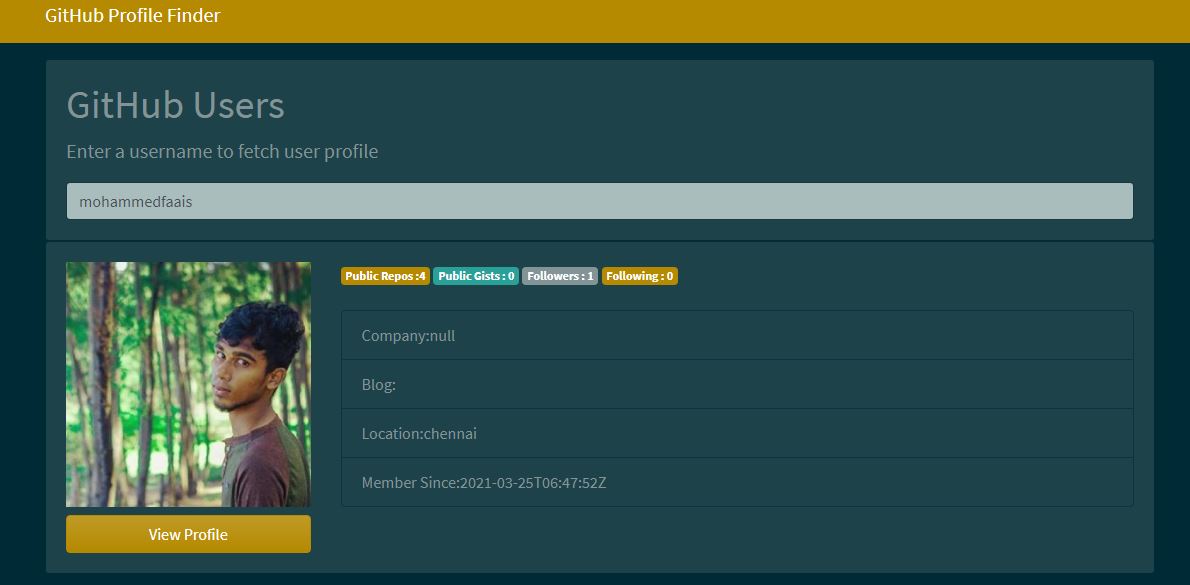 GitHub Profile Finder
GitHub Users
Enter a username to fetch user profile
mohammedfaais
Public Repos :4 Public Gists : 0 Followers : 1 Following : 0
Company:null
Blog:
Location:chennai
Member Since:2021-03-25T06:47:52Z
View Profile